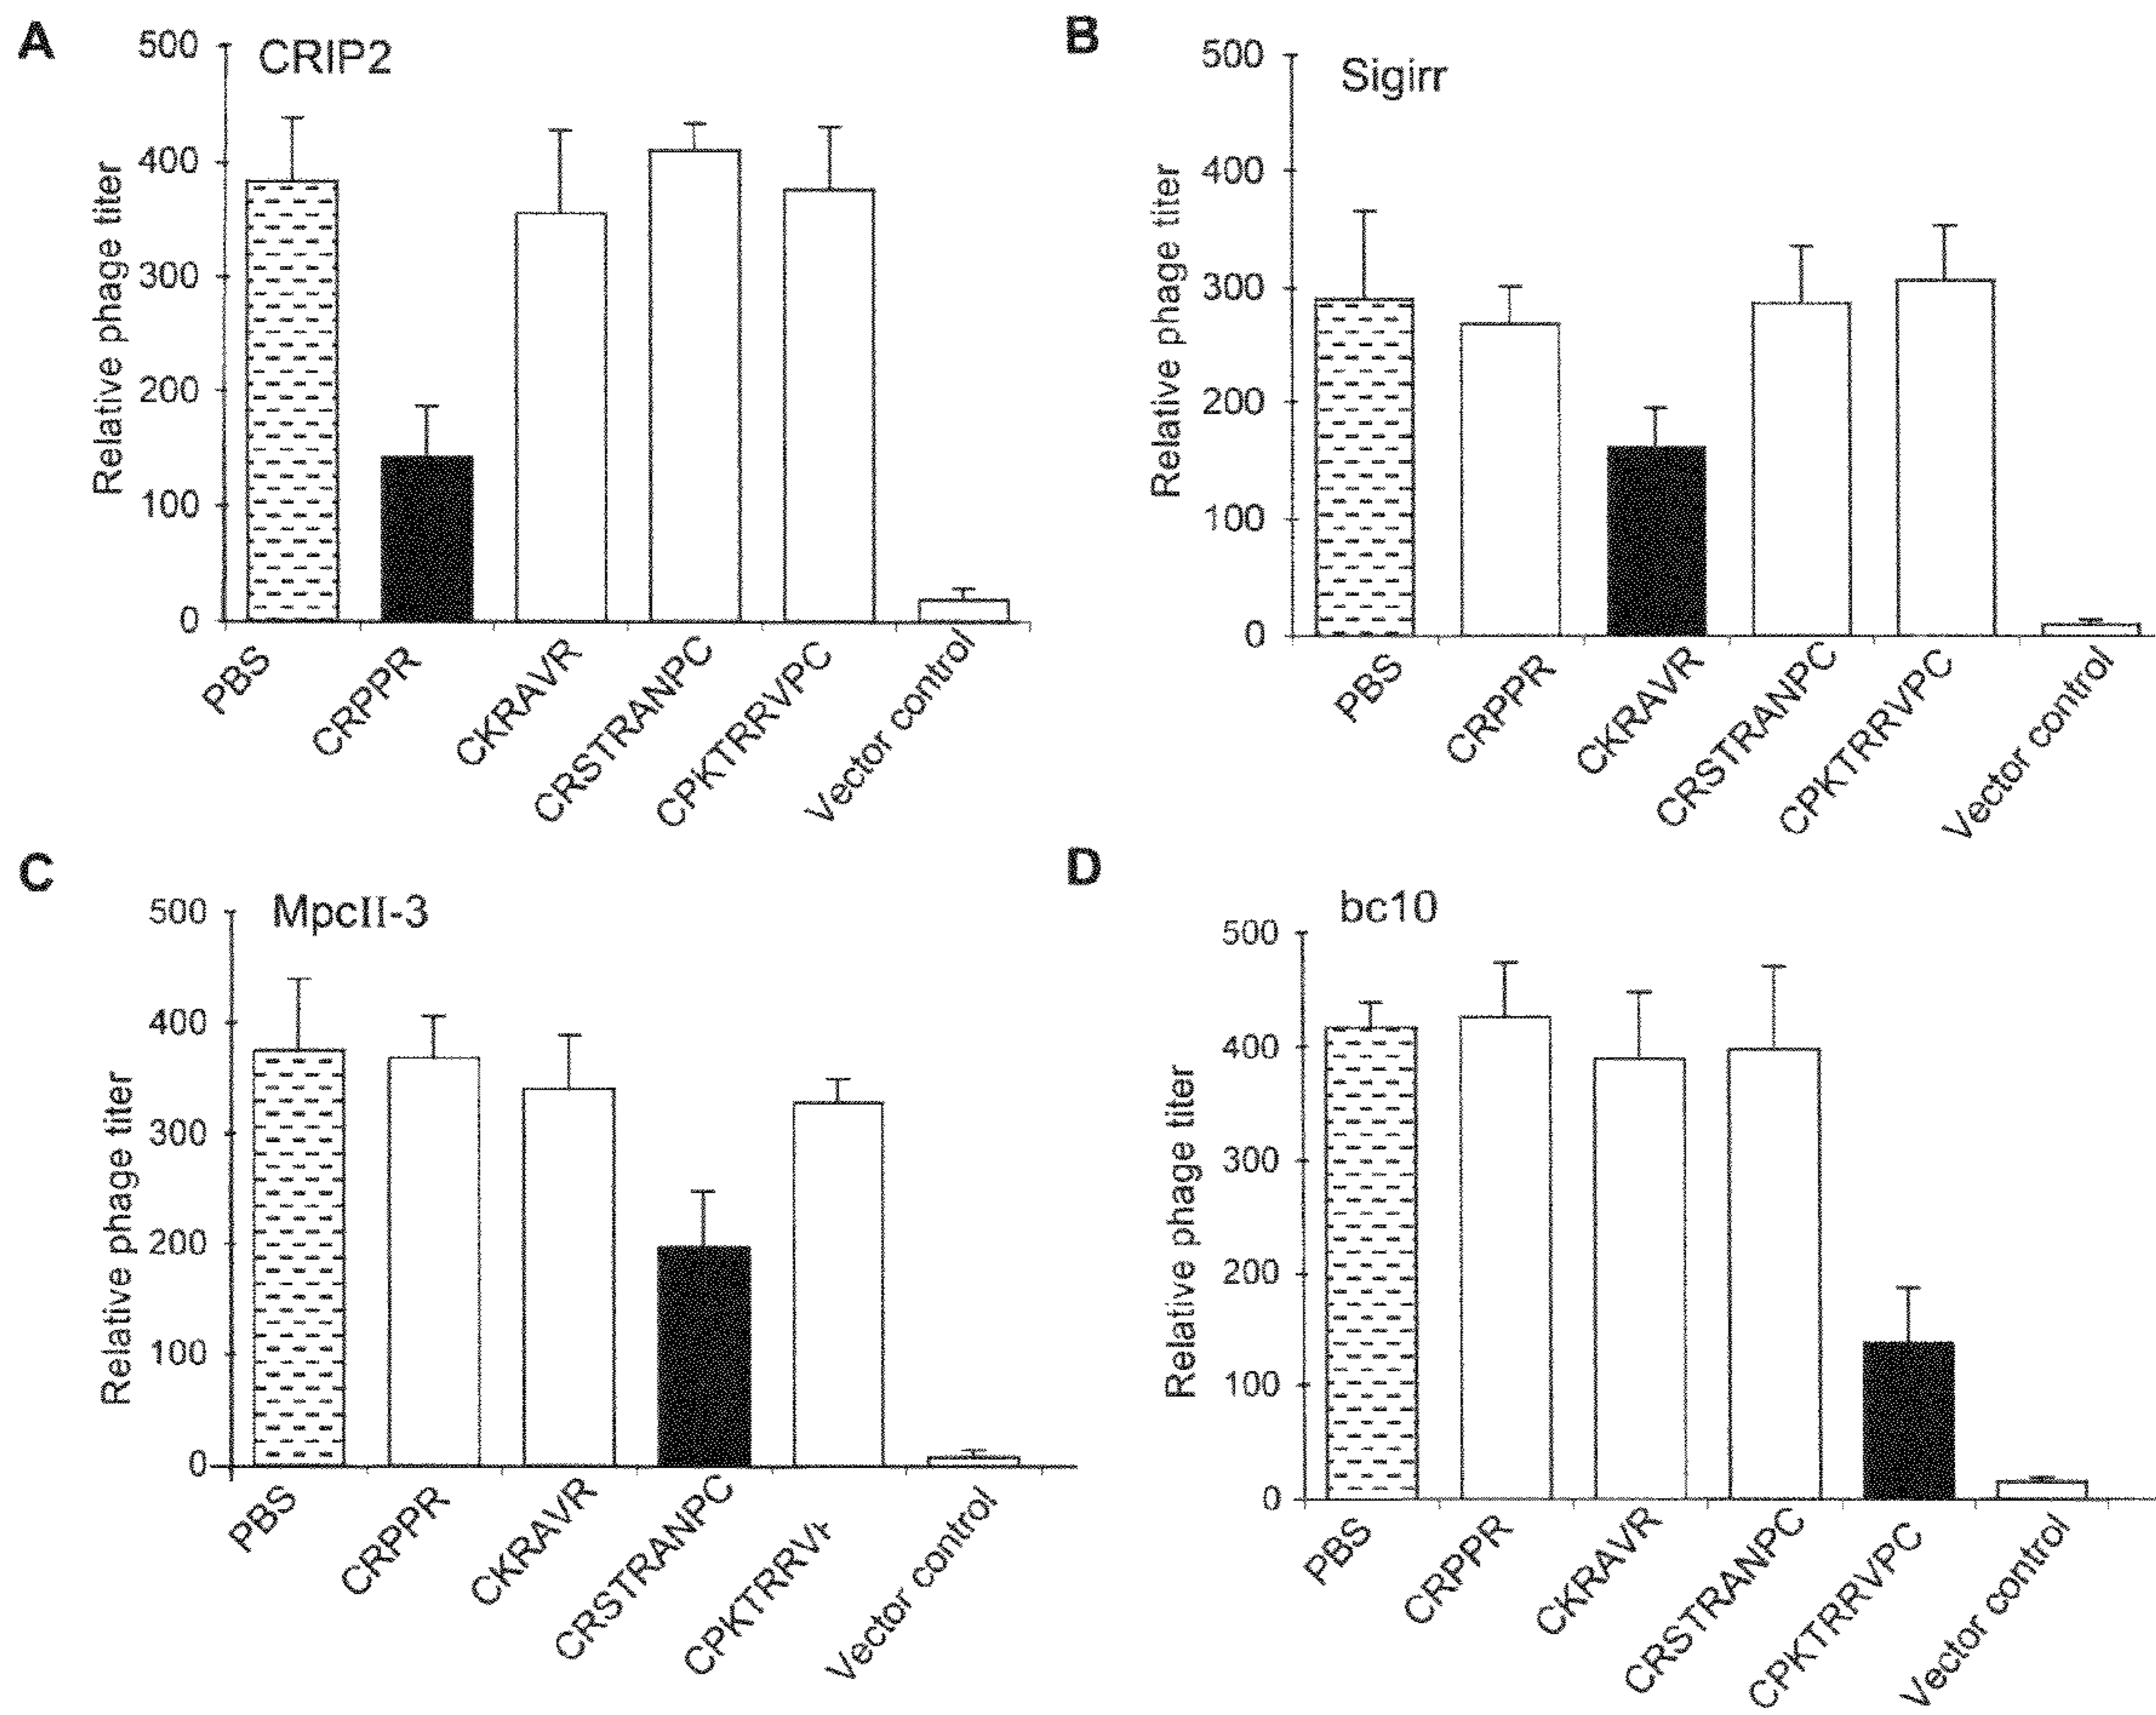 A
CRIP2
Relative phage titer
500
400
300
200
100
0
PBS
CRPPR
CKRAVR
CRSTRANPC
CPKTRRVPC
Vector control
B
Sigirr
Relative phage titer
500
400
300
200
100
0
PBS
CRPPR
CKRAVR
CRSTRANPC
CPKTRRVPC
Vector control
C
MpcII-3
Relative phage titer
500
400
300
200
100
0
PBS
CRPPR
CKRAVR
CRSTRANPC
Vector control
D
bc10
Relative phage titer
500
400
300
200
100
0
PBS
CRPPR
CKRAVR
CRSTRANPC
CPKTRRVPC
Vector control